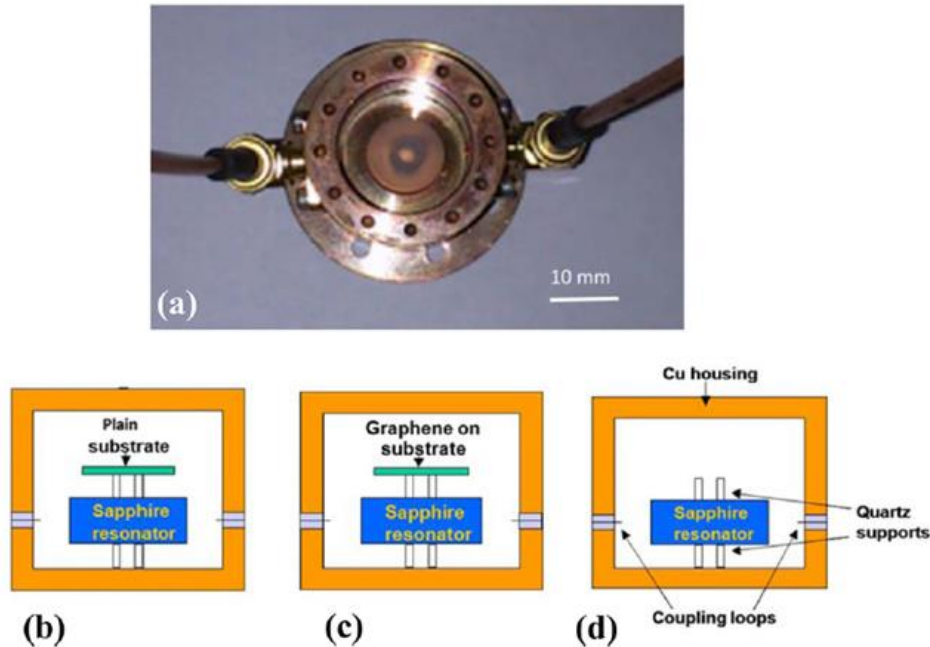 10 mm
(a)
Plain
substrate
Sapphire
resonator
(b)
Graphene on
substrate
Sapphire
resonator
(c)
Cu housing
Sapphire
resonator
Quartz
supports
Coupling loops
(d)